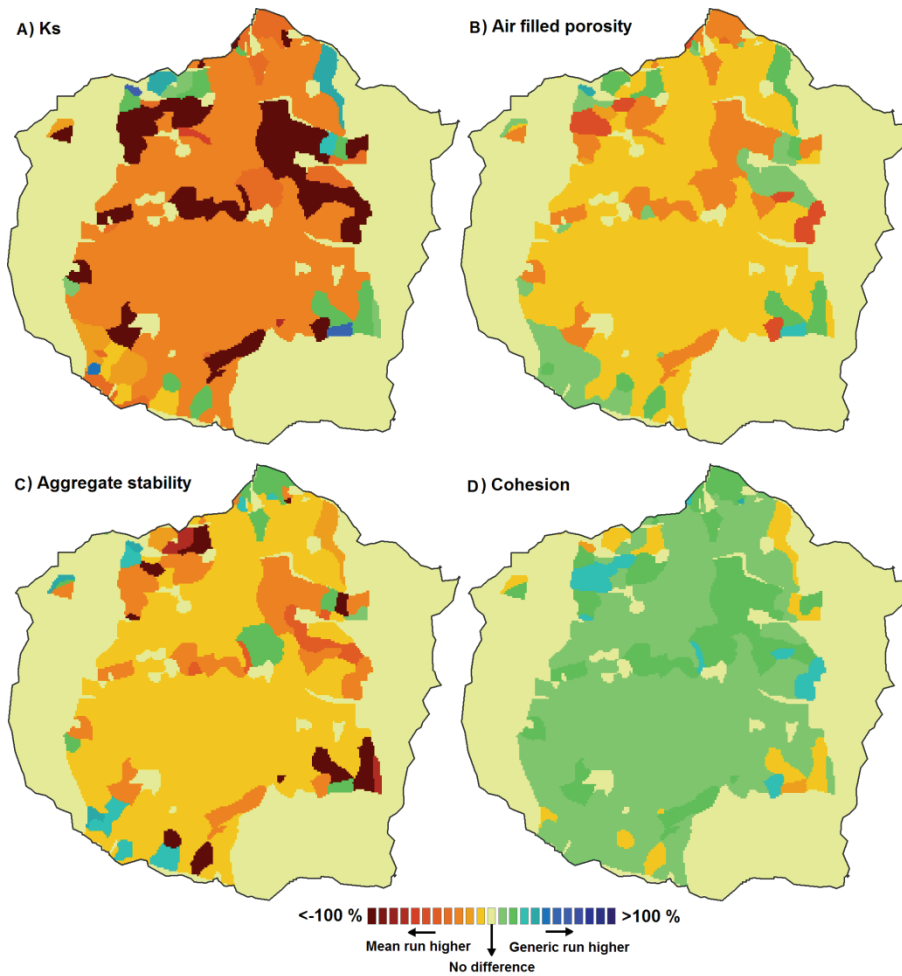 A) Ks
B) Air filled porosity
C) Aggregate stability
D) Cohesion
<-100 % >100 %
Mean run higher Generic run higher
No difference